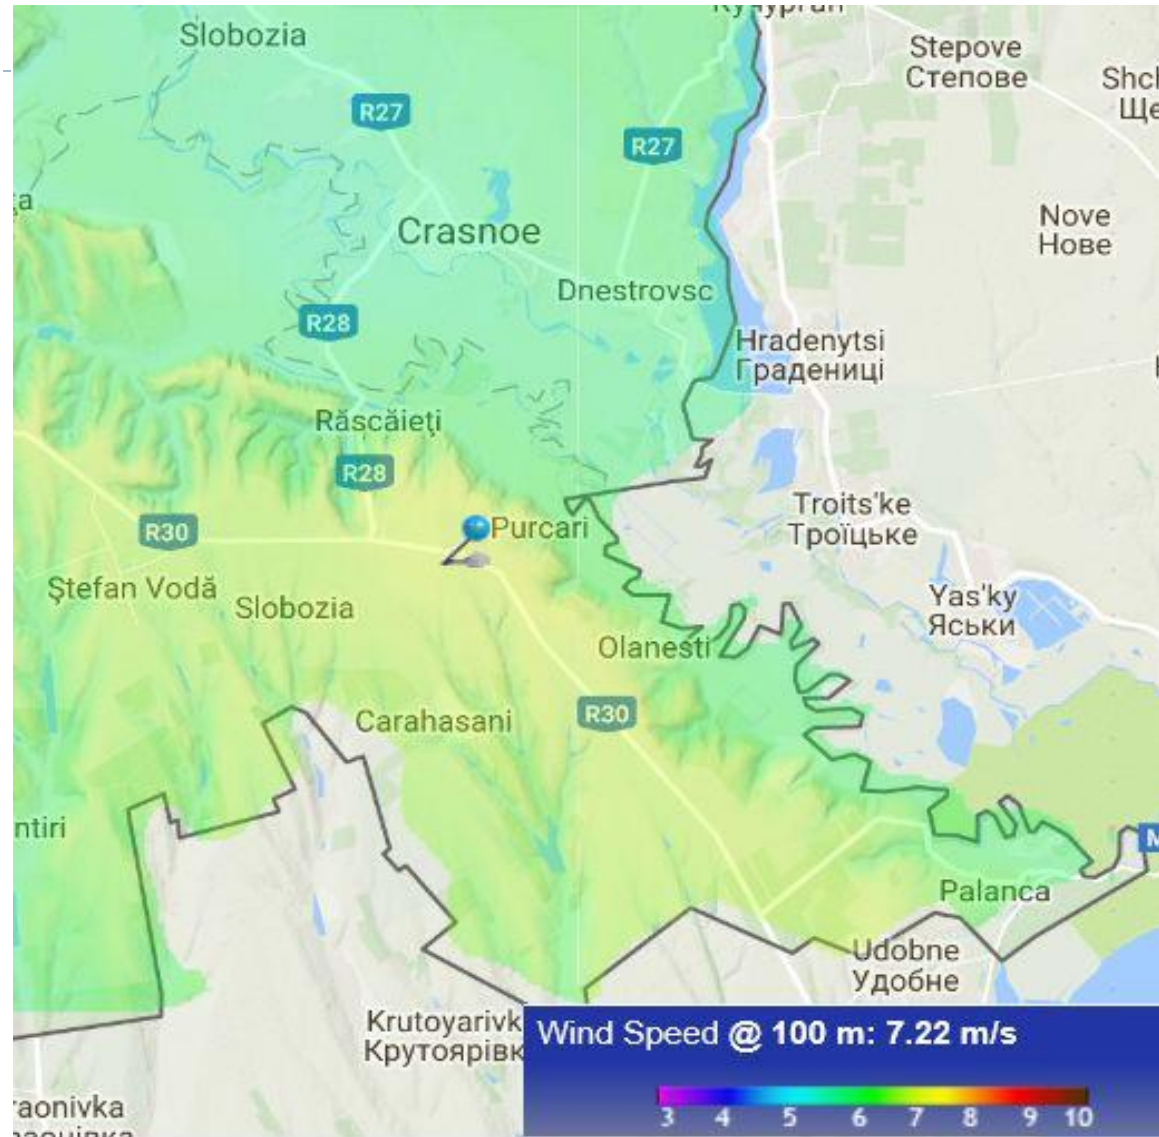 Slobozia
Stepove
Степове
R27
R27
Nove
Нове
Crasnoe
Dnestrovsc
R28
Hradenytsi
Градениці
Răscăieţi
R28
Troits'ke
Троїцьке
R30
Purcari
Ştefan Vodă
Slobozia
Yas'ky
Яськи
Olanesti
R30
Carahasani
Palanca
Udobne
Удобне
Wind Speed @ 100 m: 7.22 m/s
3 4 5 6 7 8 9 10